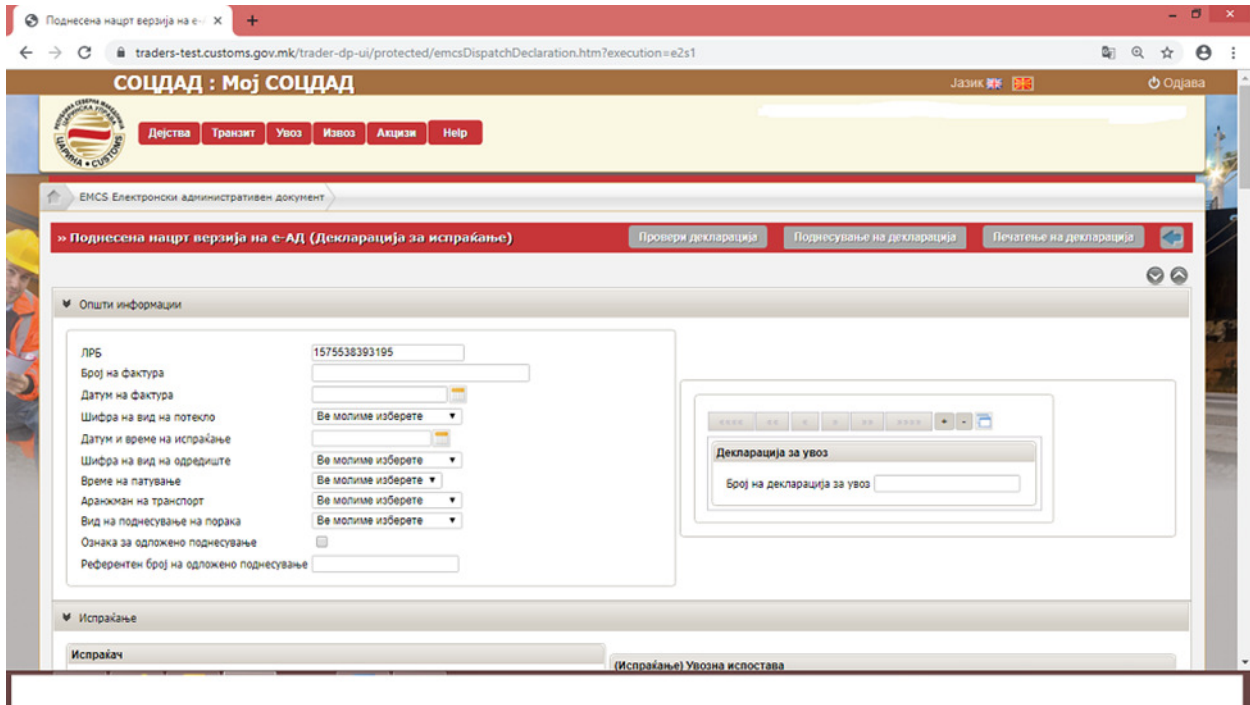 Поднесена нацрт верзија на е-
traders-test.customs.gov.mk/trader-dp-ui/protected/emcsDispatchDeclaration.htm?execution=e2s1
СОЦДАД : Мој СОЦДАД
Јазик
Одјава
ЦАРИНА • CUSTOMS
Дејства Транзит Увоз Извоз Акцизи Help
EMCS Електронски административен документ
» Поднесена нацрт верзија на е-АД (Декларација за испраќање)
Провери декларација
Поднесување на декларација
Печатење на декларација
Општи информации
ЛРБ 1575538393195
Број на фактура
Датум на фактура
Шифра на вид на потекло Ве молиме изберете
Датум и време на испраќање
Шифра на вид на одредиште Ве молиме изберете
Време на патување Ве молиме изберете
Аранжман на транспорт Ве молиме изберете
Вид на поднесување на порака Ве молиме изберете
Ознака за одложено поднесување
Референтен број на одложено поднесување
<<<< << < > >> >>>> + -
Декларација за увоз
Број на декларација за увоз
Испраќање
Испраќач
(Испраќање) Увозна испостава